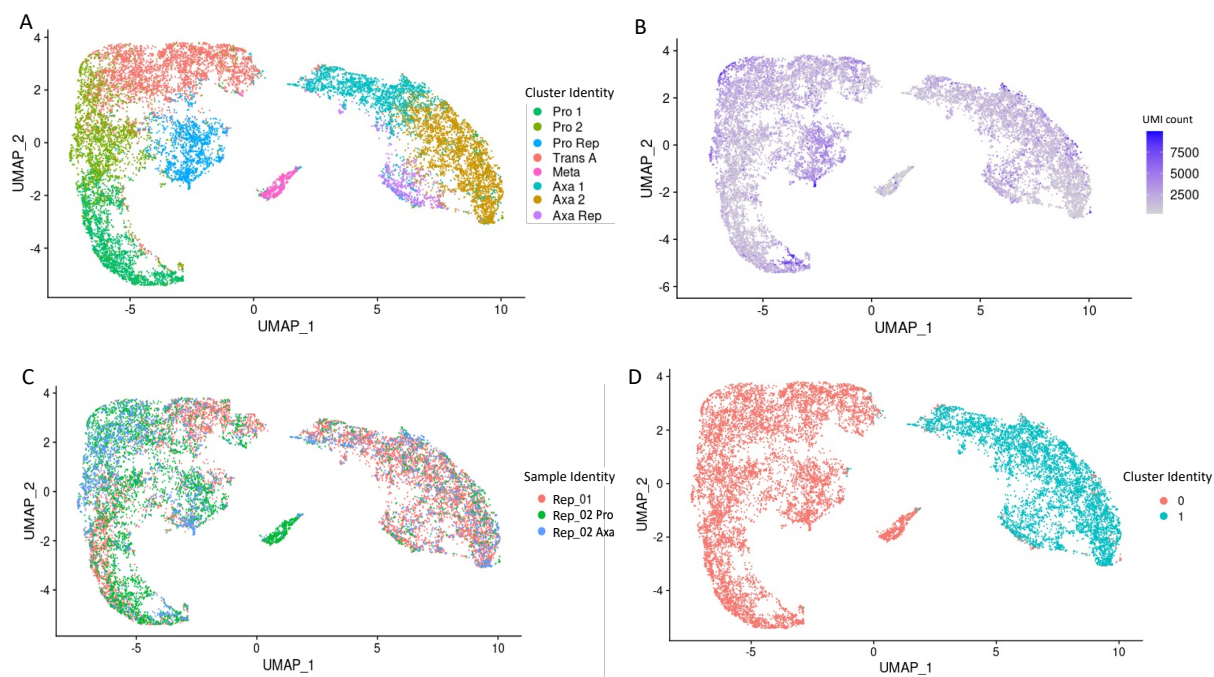 A
4
2
0
-2
-4
-5
0
5
10
UMAP_2
UMAP_1
Cluster Identity
Pro 1
Pro 2
Pro Rep
Trans A
Meta
Axa 1
Axa 2
Axa Rep
B
4
2
0
-2
-4
-6
-5
0
5
10
UMAP_2
UMAP_1
UMI count
7500
5000
2500
C
4
2
0
-2
-4
-5
0
5
10
UMAP_2
UMAP_1
Sample Identity
Rep_01
Rep_02 Pro
Rep_02 Axa
D
4
2
0
-2
-4
-5
0
5
10
UMAP_2
UMAP_1
Cluster Identity
0
1